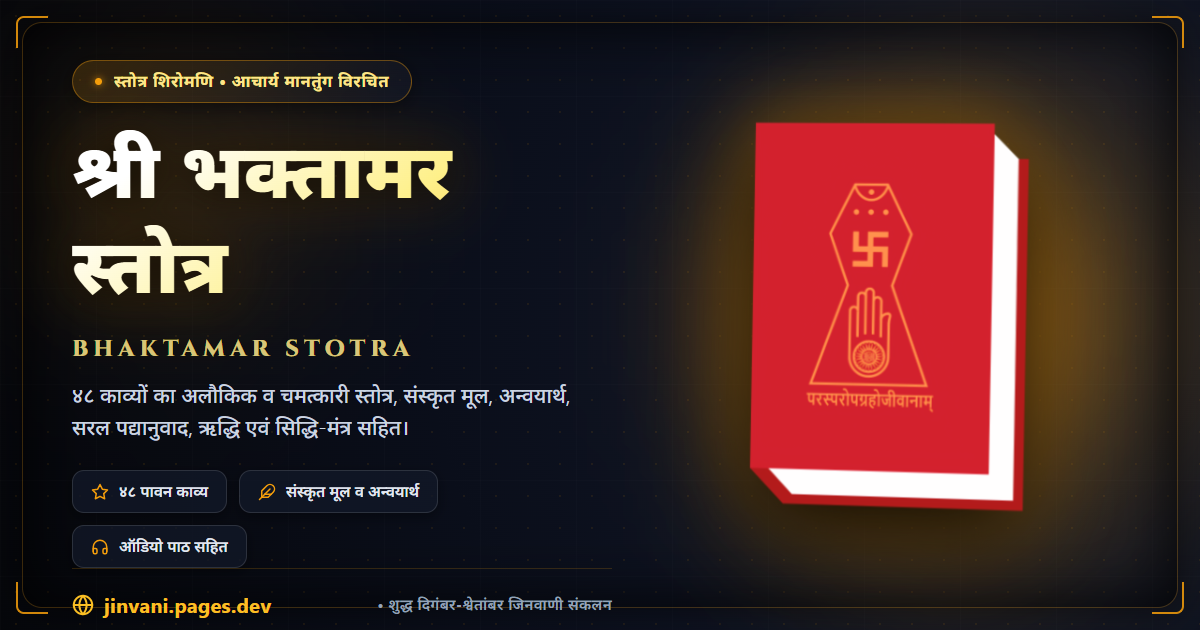 स्तोत्र शिरोमणि • आचार्य मानतुंग विरचित
श्री भक्तामर
स्तोत्र
BHAKTAMAR STOTRA
४८ काव्यों का अलौकिक व चमत्कारी स्तोत्र, संस्कृत मूल, अन्वयार्थ,
सरल पद्यानुवाद, ऋद्धि एवं सिद्धि-मंत्र सहित।
४८ पावन काव्य
संस्कृत मूल व अन्वयार्थ
ऑडियो पाठ सहित
jinvani.pages.dev
• शुद्ध दिगंबर-श्वेतांबर जिनवाणी संकलन
परस्परोपग्रहोजीवानाम्